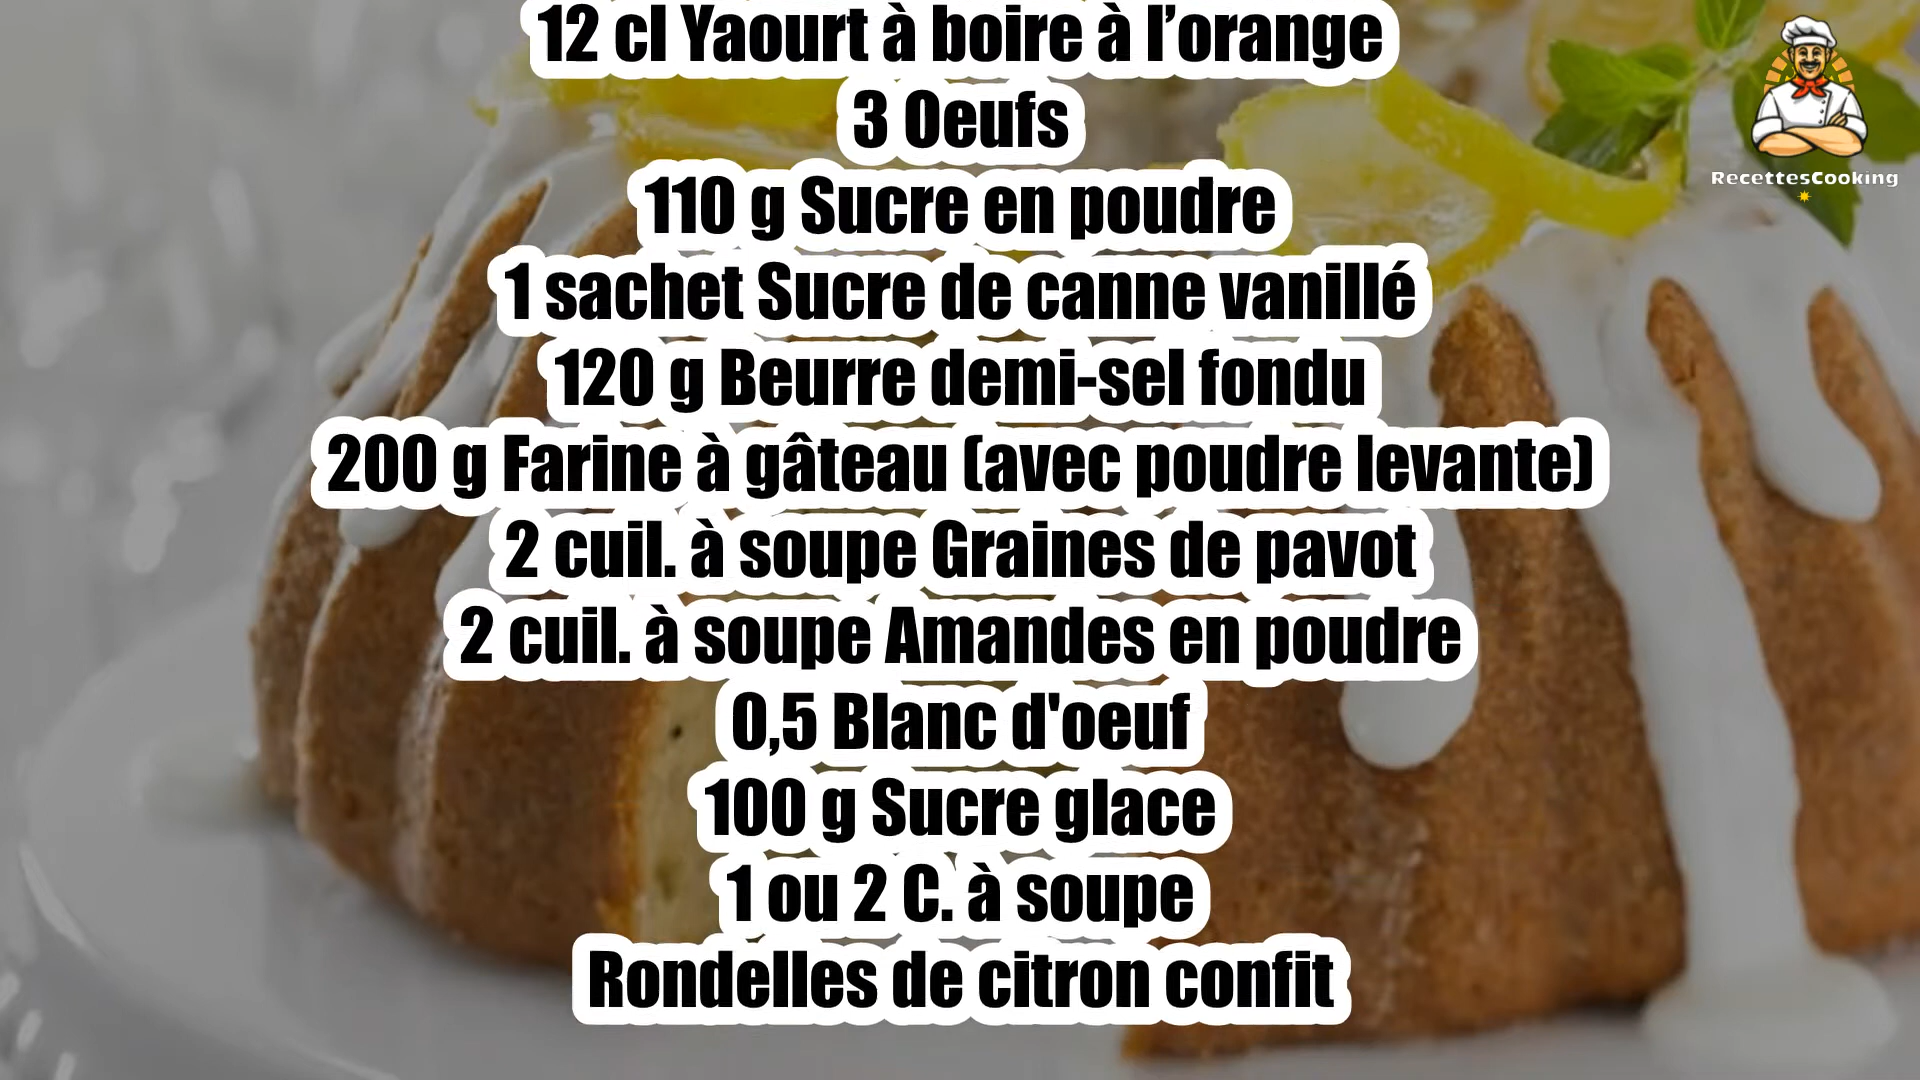 12 cl Yaourt à boire à l’orange
3 Oeufs
110 g Sucre en poudre
1 sachet Sucre de canne vanillé
120 g Beurre demi-sel fondu
200 g Farine à gâteau (avec poudre levante)
2 cuil. à soupe Graines de pavot
2 cuil. à soupe Amandes en poudre
0,5 Blanc d'oeuf
100 g Sucre glace
1 ou 2 C. à soupe
Rondelles de citron confit
RecettesCooking